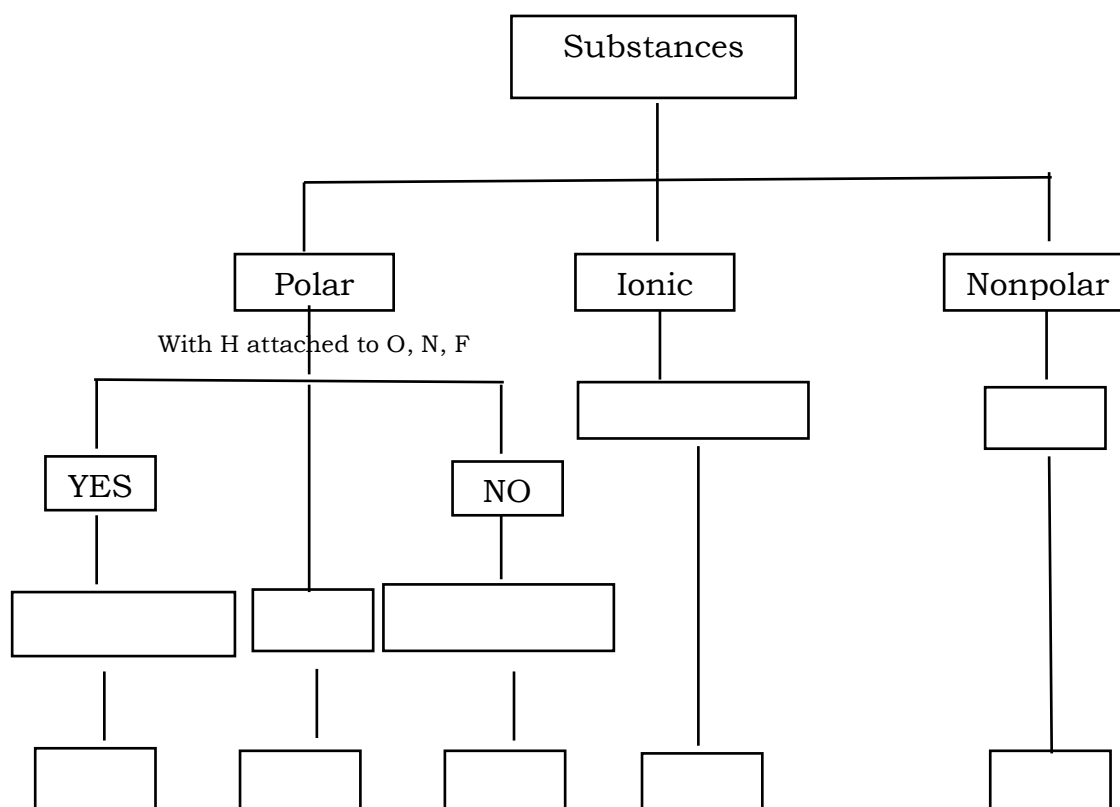 Substances
Polar
Ionic
Nonpolar
With H attached to O, N, F
YES
NO